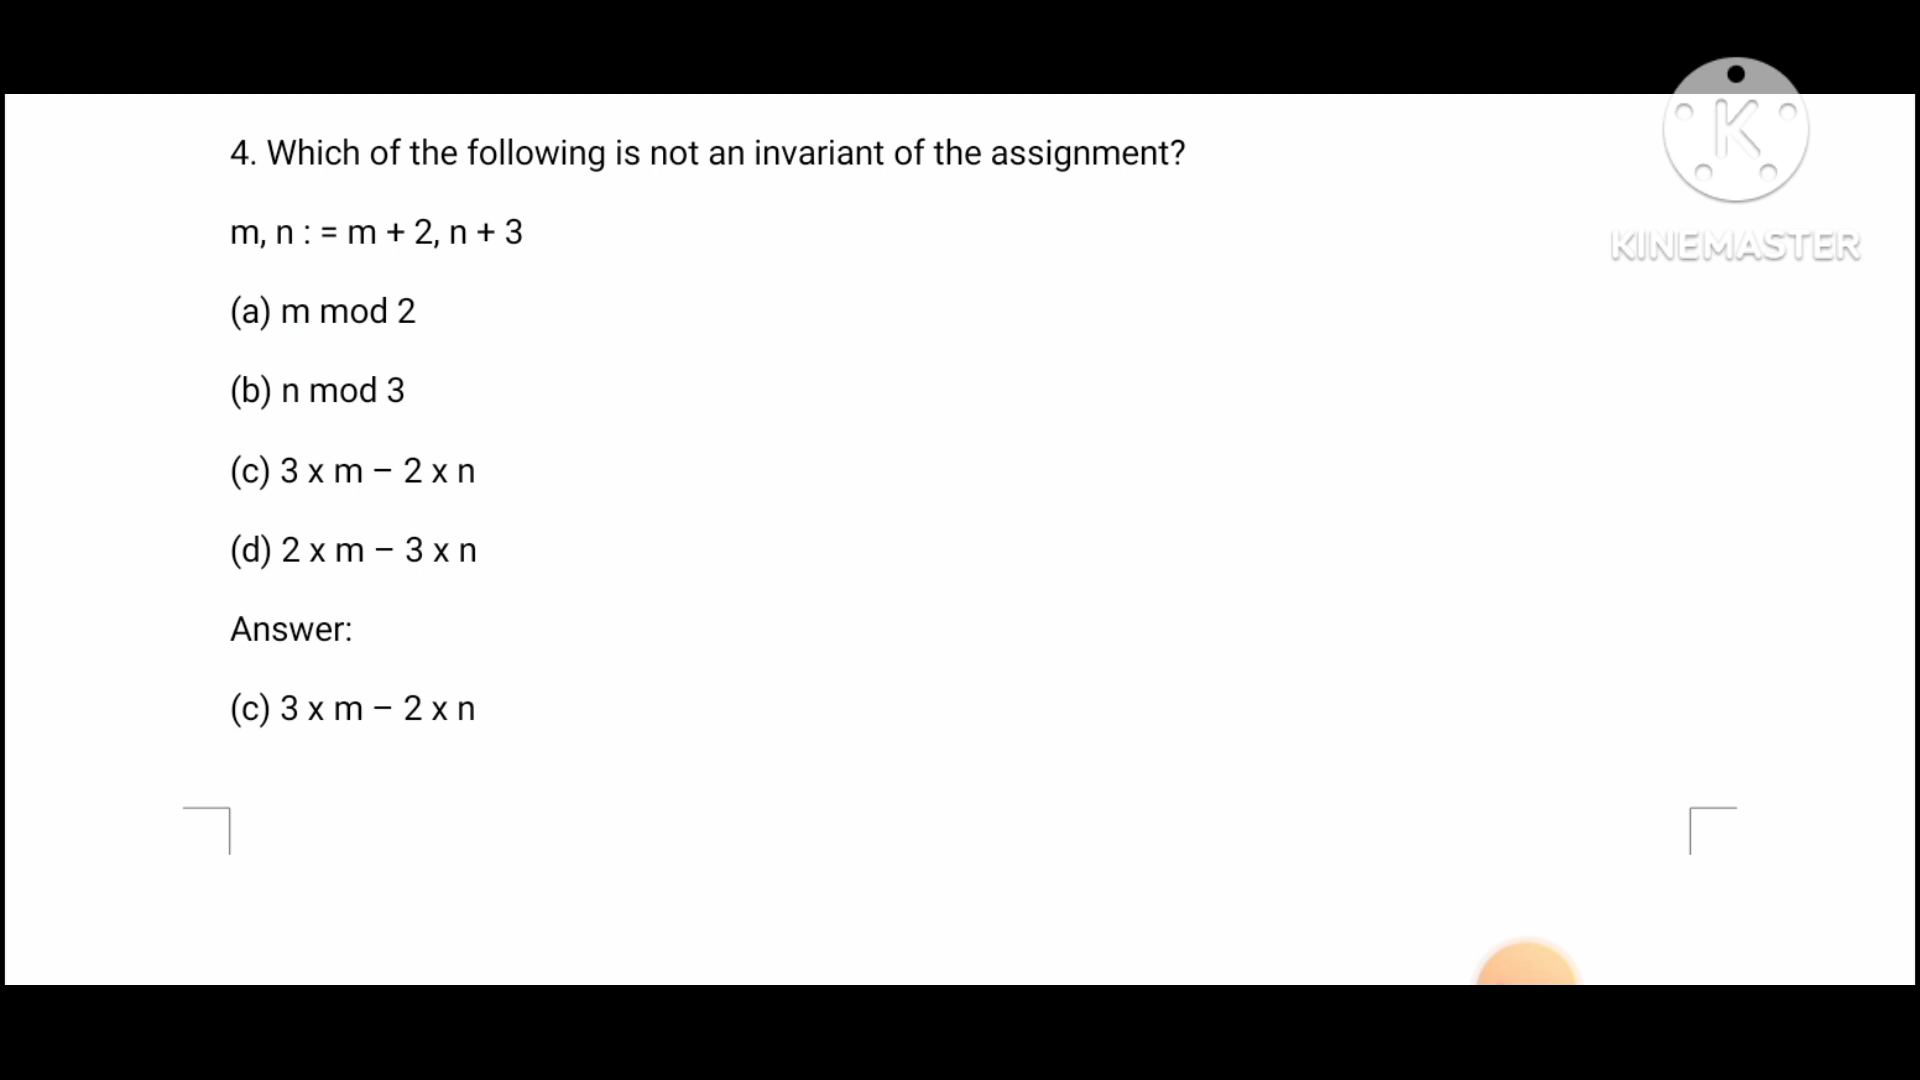 4. Which of the following is not an invariant of the assignment?
m, n : = m + 2, n + 3
(a) m mod 2
(b) n mod 3
(c) 3 x m – 2 x n
(d) 2 x m – 3 x n
Answer:
(c) 3 x m – 2 x n
K
KINEMASTER